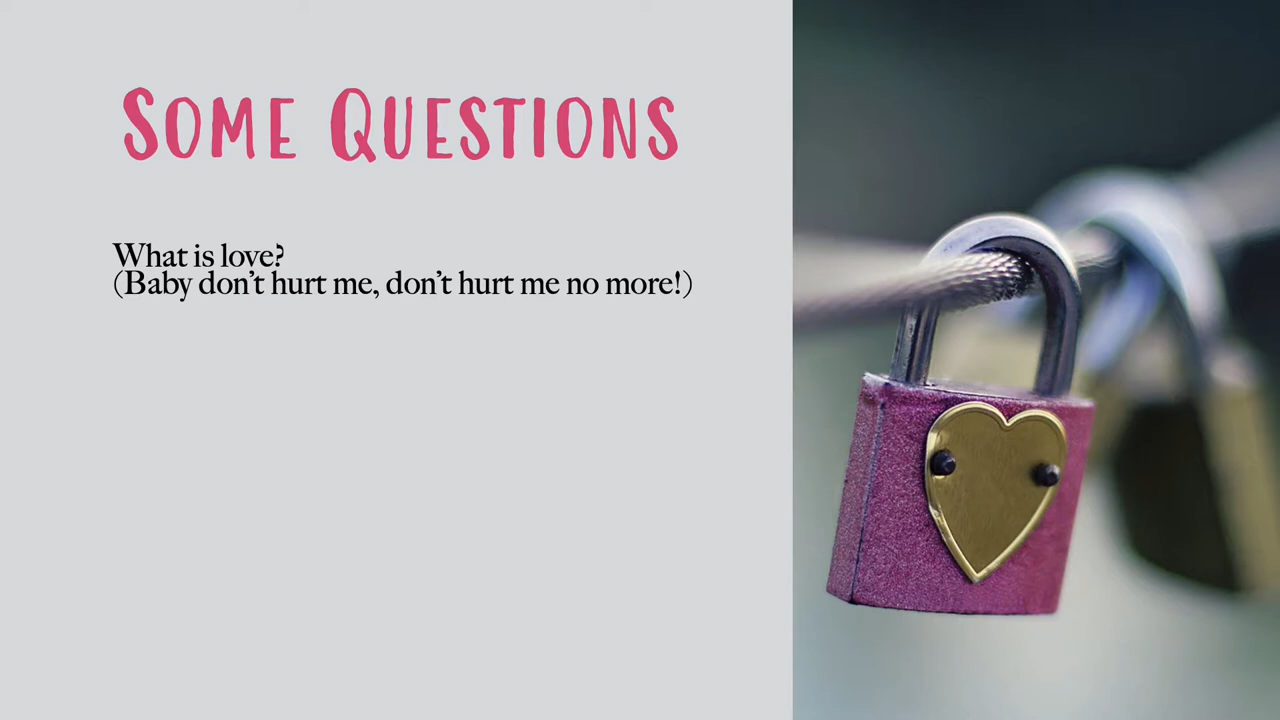 Some Questions
What is love?
(Baby don't hurt me, don't hurt me no more!)